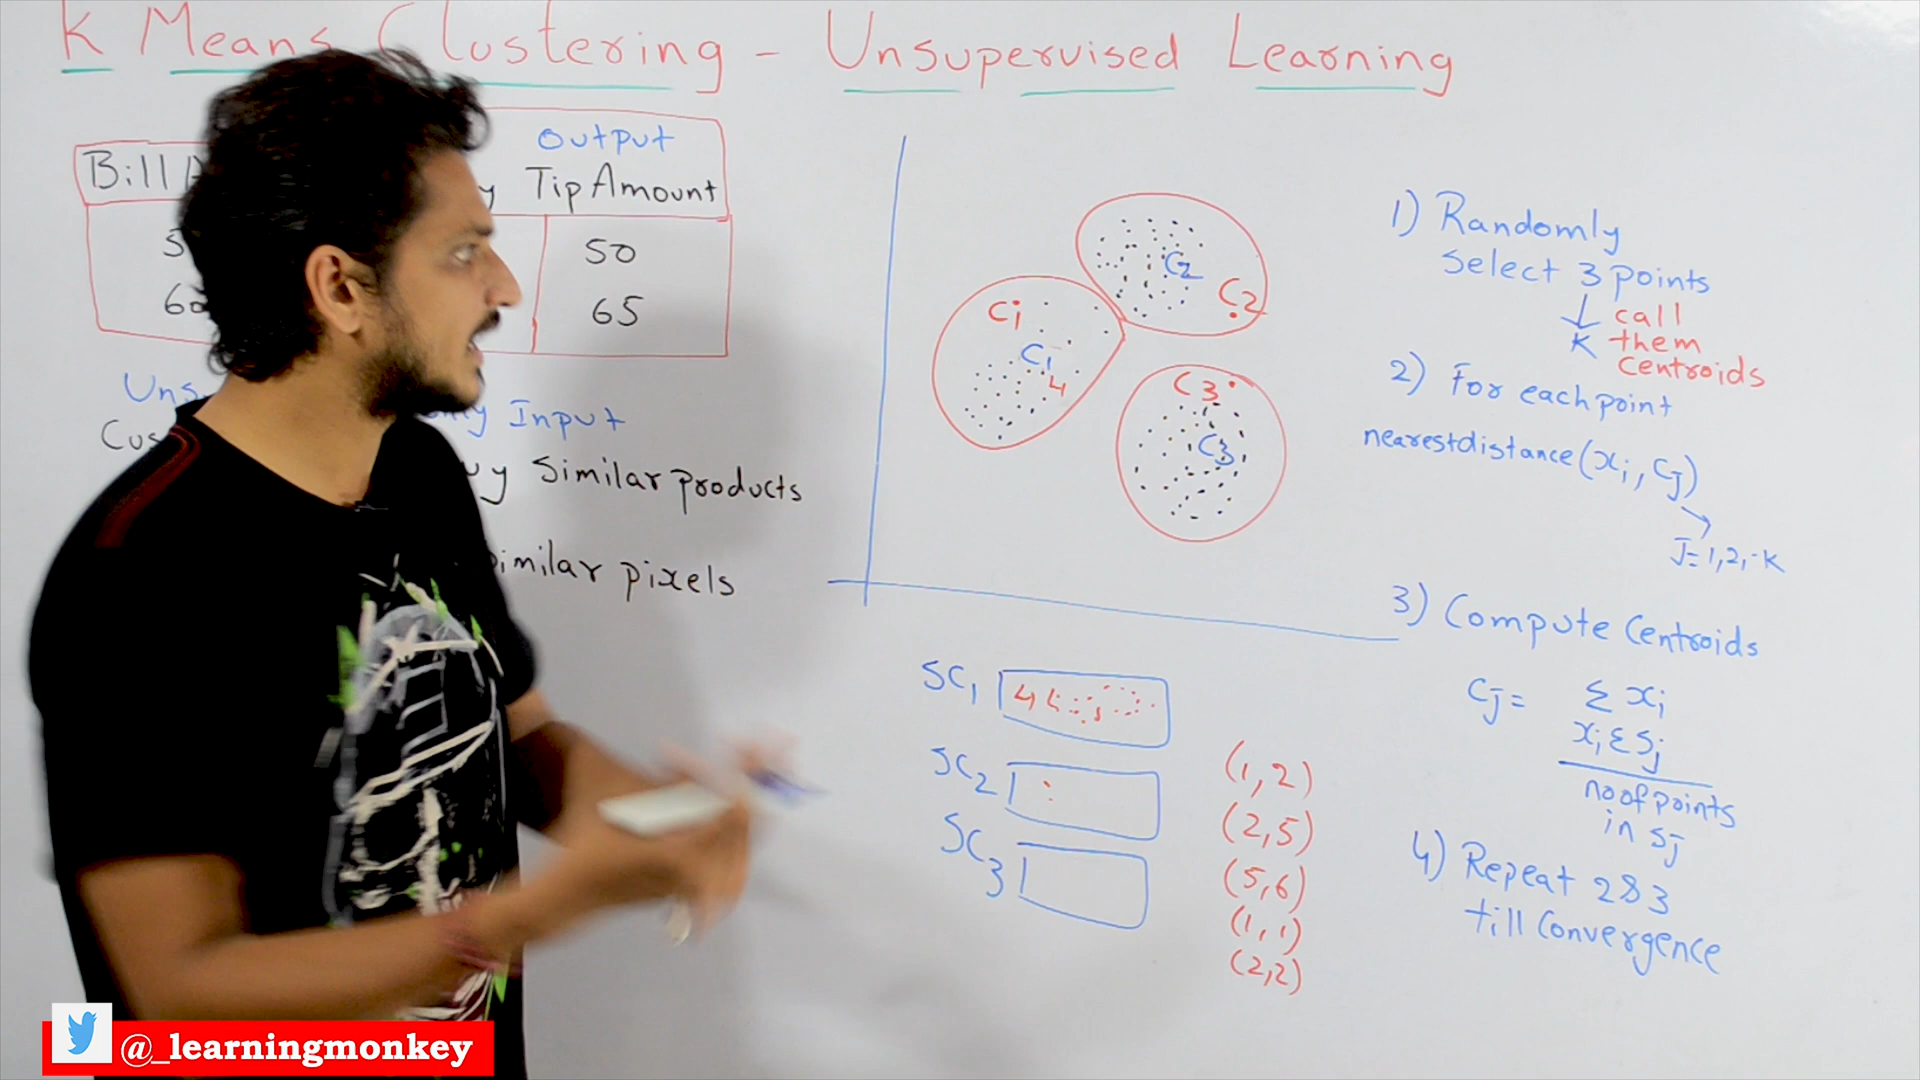 K Means Clustering - Unsupervised Learning
Output
Bill
Tip Amount
50
65
Input
Similar products
similar pixels
C2
C2
C1
C1
4
C3
C3
1) Randomly
Select 3 points
K
call
them
centroids
2) For each point
nearestdistance(xi, Cj)
J=1,2,-K
3) Compute Centroids
Cj= Σ xi
xi Σ Sj
no of points
in Sj
4) Repeat 2&3
till Convergence
SC1
4
SC2
SC3
(1,2)
(2,5)
(5,6)
(1,1)
(2,2)
@_learningmonkey